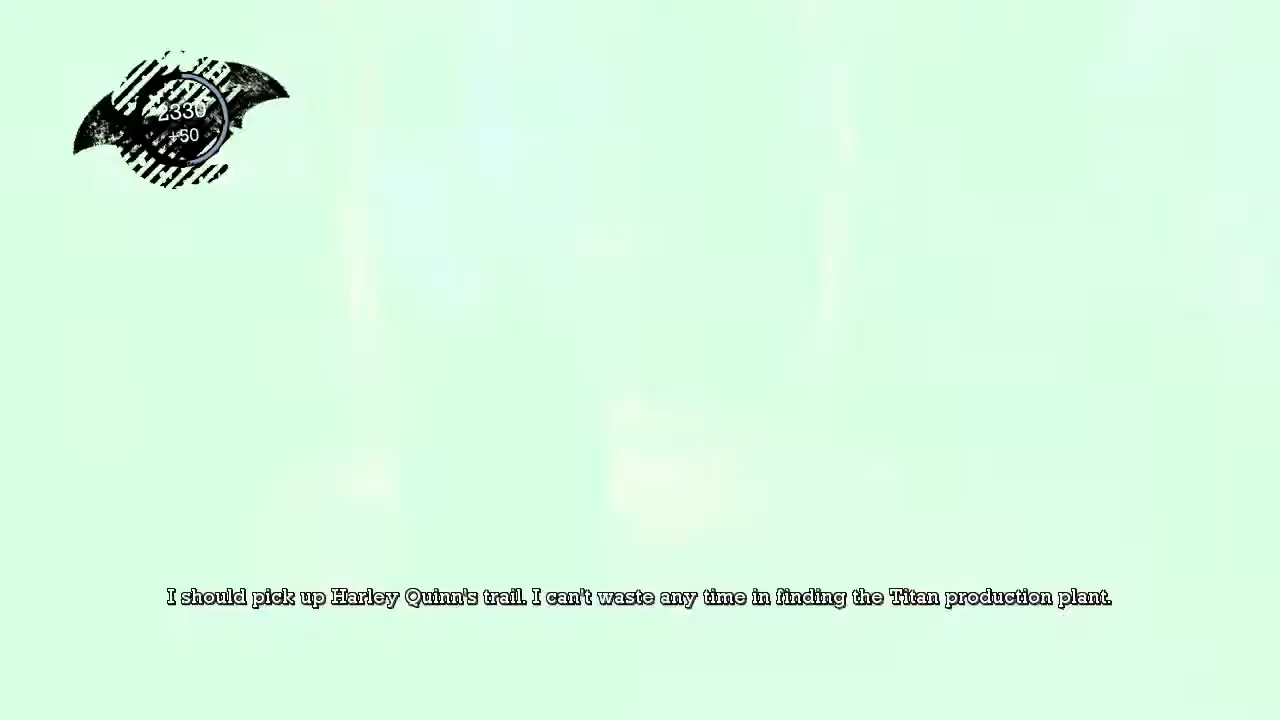 2330
+50
I should pick up Harley Quinn's trail. I can't waste any time in finding the Titan production plant.